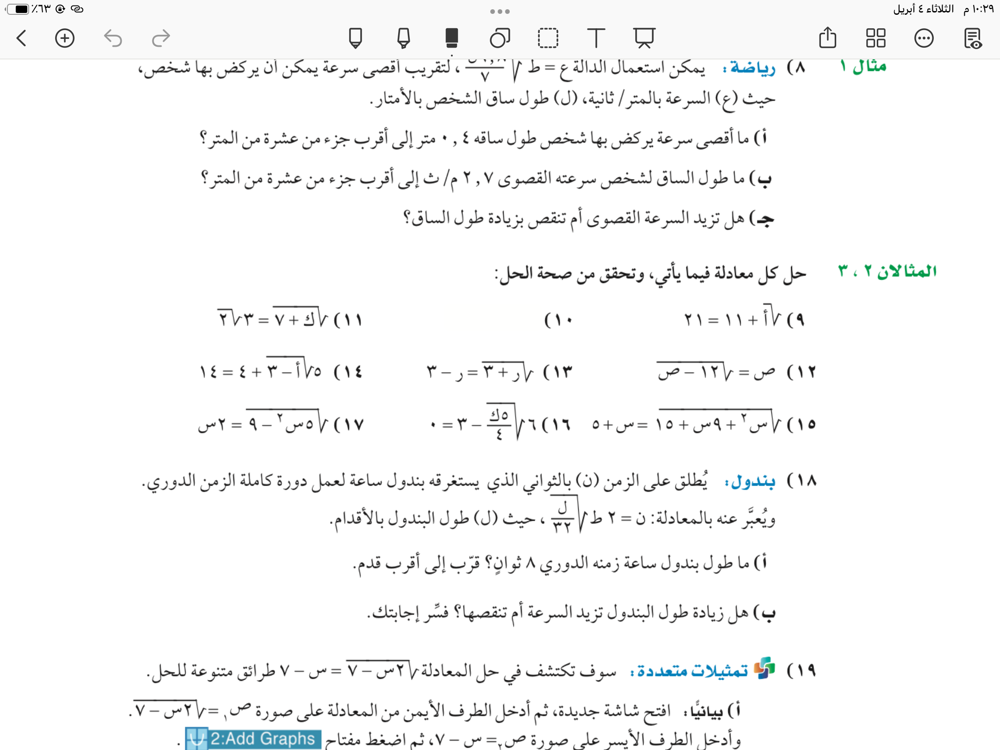 ١٠:٢٩ م الثلاثاء ٤ أبريل
٪٦٣
مثال ١
٨) رياضة: يمكن استعمال الدالة ع = ط √(٩,٨ل/٧)، لتقريب أقصى سرعة يمكن أن يركض بها شخص،
حيث (ع) السرعة بالمتر/ ثانية، (ل) طول ساق الشخص بالأمتار.
أ) ما أقصى سرعة يركض بها شخص طول ساقه ٠,٤ متر إلى أقرب جزء من عشرة من المتر؟
ب) ما طول الساق لشخص سرعته القصوى ٢,٧ م/ ث إلى أقرب جزء من عشرة من المتر؟
جـ) هل تزيد السرعة القصوى أم تنقص بزيادة طول الساق؟
المثالان ٢ ، ٣ حل كل معادلة فيما يأتي، وتحقق من صحة الحل:
٩) √أ + ١١ = ٢١ ١٠) ١١) √(ك + ٧) = ٣√٢
١٢) ص = √(١٢ – ص) ١٣) √(ر + ٣) = ر – ٣ ١٤) ٥√(أ – ٣) + ٤ = ١٤
١٥) √(س² + ٩س + ١٥) = س + ٥ ١٦) ٦√(٥ك/٤) – ٣ = ٠ ١٧) √(٥س² – ٩) = ٢س
١٨) بندول: يُطلق على الزمن (ن) بالثواني الذي يستغرقه بندول ساعة لعمل دورة كاملة الزمن الدوري.
ويُعبَّر عنه بالمعادلة: ن = ٢ ط √(ل/٣٢)، حيث (ل) طول البندول بالأقدام.
أ) ما طول بندول ساعة زمنه الدوري ٨ ثوانٍ؟ قرّب إلى أقرب قدم.
ب) هل زيادة طول البندول تزيد السرعة أم تنقصها؟ فسِّر إجابتك.
١٩) تمثيلات متعددة: سوف تكتشف في حل المعادلة √(٢س – ٧) = س – ٧ طرائق متنوعة للحل.
أ) بيانيًّا: افتح شاشة جديدة، ثم أدخل الطرف الأيمن من المعادلة على صورة ص₁ = √(٢س – ٧).
وأدخل الطرف الأيسر على صورة ص₂ = س – ٧، ثم اضغط مفتاح 2:Add Graphs .